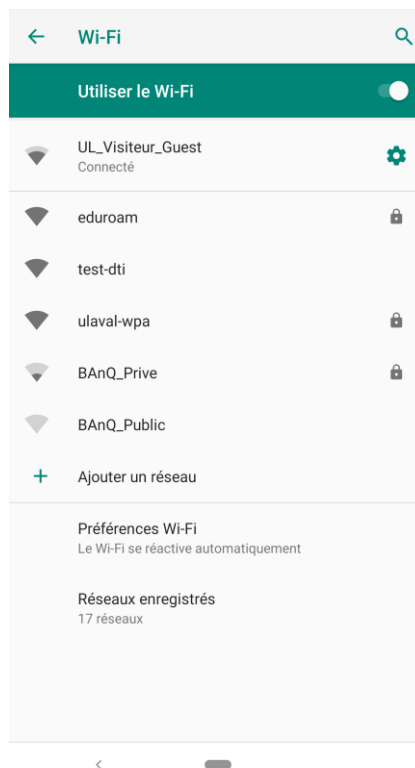 Wi-Fi
Utiliser le Wi-Fi
UL_Visiteur_Guest
Connecté
eduroam
test-dti
ulaval-wpa
BAnQ_Prive
BAnQ_Public
Ajouter un réseau
Préférences Wi-Fi
Le Wi-Fi se réactive automatiquement
Réseaux enregistrés
17 réseaux